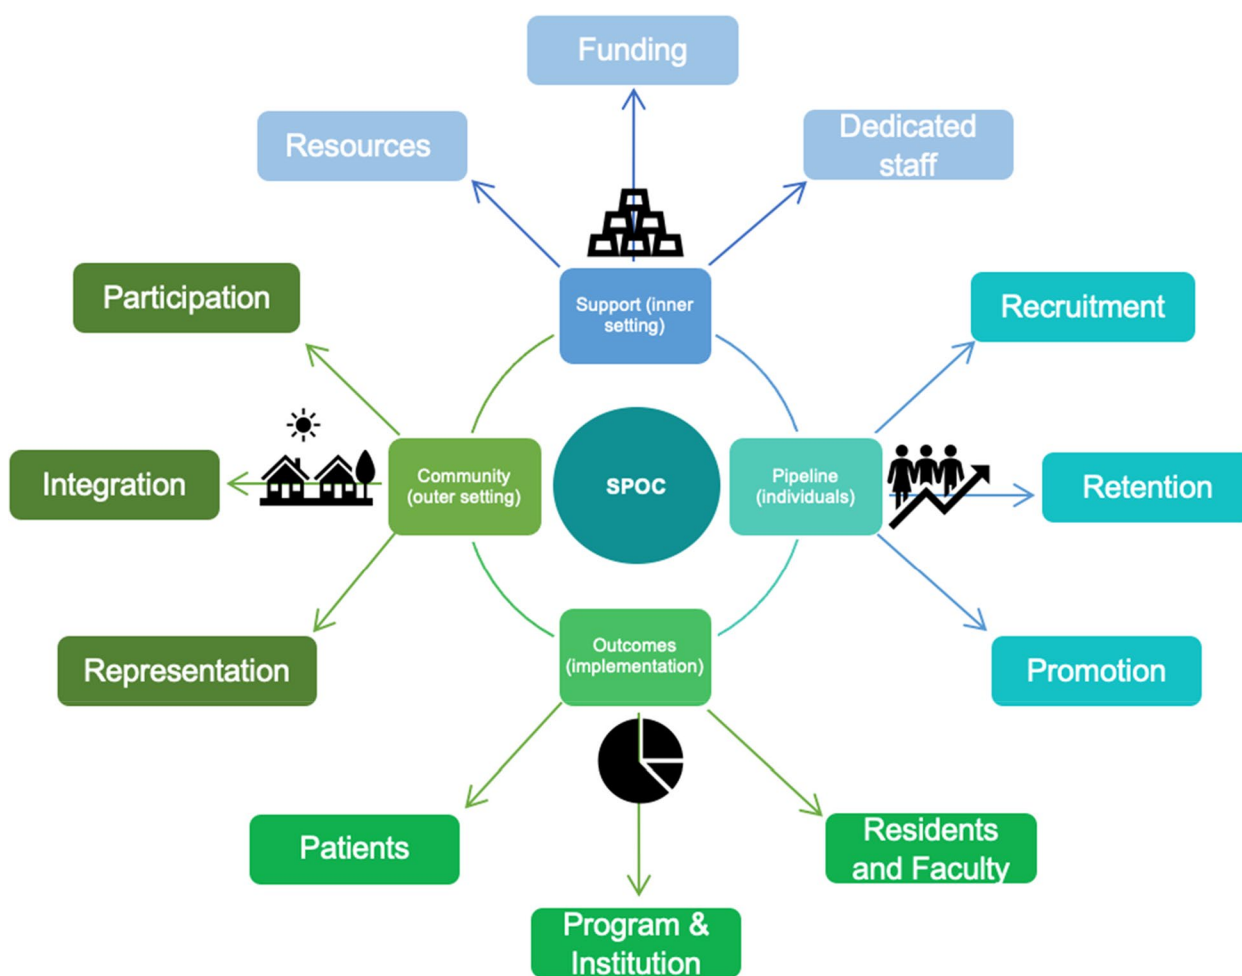 Funding
Resources
Dedicated
staff
Participation
Support (inner
setting)
Recruitment
Integration
Community
(outer setting)
SPOC
Pipeline
(individuals)
Retention
Representation
Outcomes
(implementation)
Promotion
Patients
Residents
and Faculty
Program &
Institution